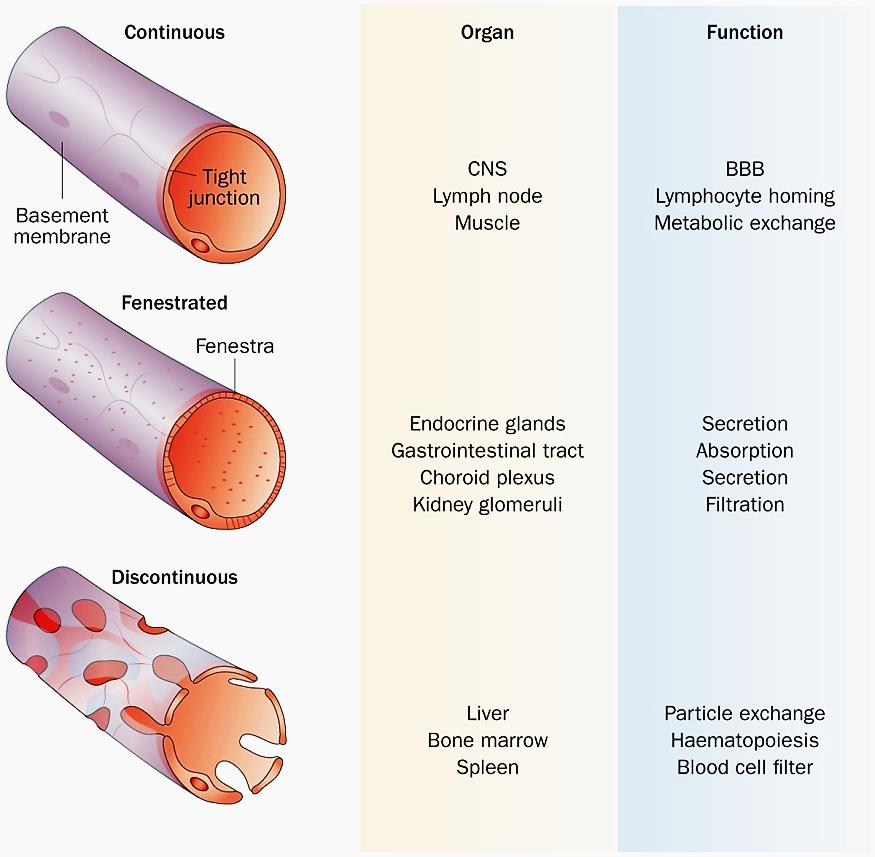 Continuous
Organ
Function
Tight
junction
Basement
membrane
CNS
Lymph node
Muscle
BBB
Lymphocyte homing
Metabolic exchange
Fenestrated
Fenestra
Endocrine glands
Gastrointestinal tract
Choroid plexus
Kidney glomeruli
Secretion
Absorption
Secretion
Filtration
Discontinuous
Liver
Bone marrow
Spleen
Particle exchange
Haematopoiesis
Blood cell filter